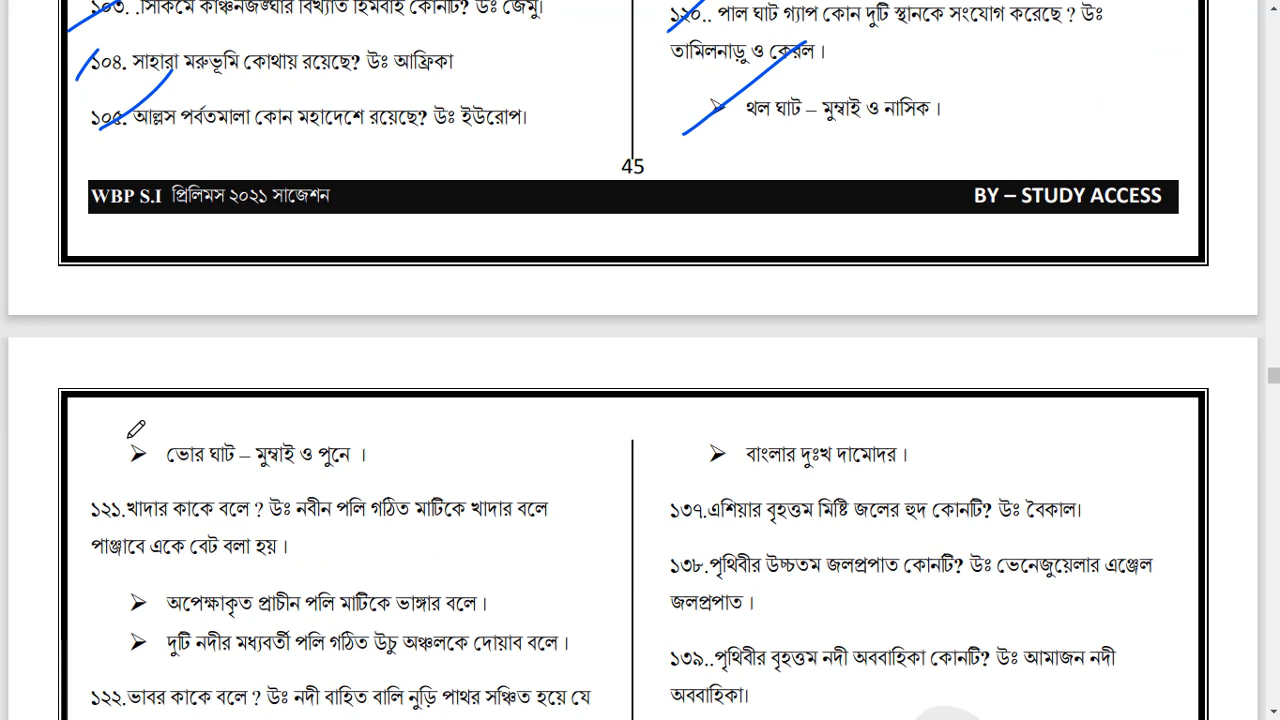 ১০৩. .সিকিমে কাঞ্চনজঙ্ঘার বিখ্যাত হিমবাহ কোনটি? উঃ জেমু।
১০৪. সাহারা মরুভূমি কোথায় রয়েছে? উঃ আফ্রিকা
১০৫. আল্পস পর্বতমালা কোন মহাদেশে রয়েছে? উঃ ইউরোপ।
১২০.. পাল ঘাট গ্যাপ কোন দুটি স্থানকে সংযোগ করেছে ? উঃ
তামিলনাড়ু ও কেরল ।
➢ থল ঘাট – মুম্বাই ও নাসিক ।
45
WBP S.I প্রিলিমস ২০২১ সাজেশন BY – STUDY ACCESS
➢ ভোর ঘাট – মুম্বাই ও পুনে ।
১২১.খাদার কাকে বলে ? উঃ নবীন পলি গঠিত মাটিকে খাদার বলে
পাঞ্জাবে একে বেট বলা হয় ।
➢ অপেক্ষাকৃত প্রাচীন পলি মাটিকে ভাঙ্গার বলে ।
➢ দুটি নদীর মধ্যবর্তী পলি গঠিত উচু অঞ্চলকে দোয়াব বলে ।
১২২.ভাবর কাকে বলে ? উঃ নদী বাহিত বালি নুড়ি পাথর সঞ্চিত হয়ে যে
➢ বাংলার দুঃখ দামোদর ।
১৩৭.এশিয়ার বৃহত্তম মিষ্টি জলের হুদ কোনটি? উঃ বৈকাল।
১৩৮.পৃথিবীর উচ্চতম জলপ্রপাত কোনটি? উঃ ভেনেজুয়েলার এঞ্জেল
জলপ্রপাত ।
১৩৯..পৃথিবীর বৃহত্তম নদী অববাহিকা কোনটি? উঃ আমাজন নদী
অববাহিকা।